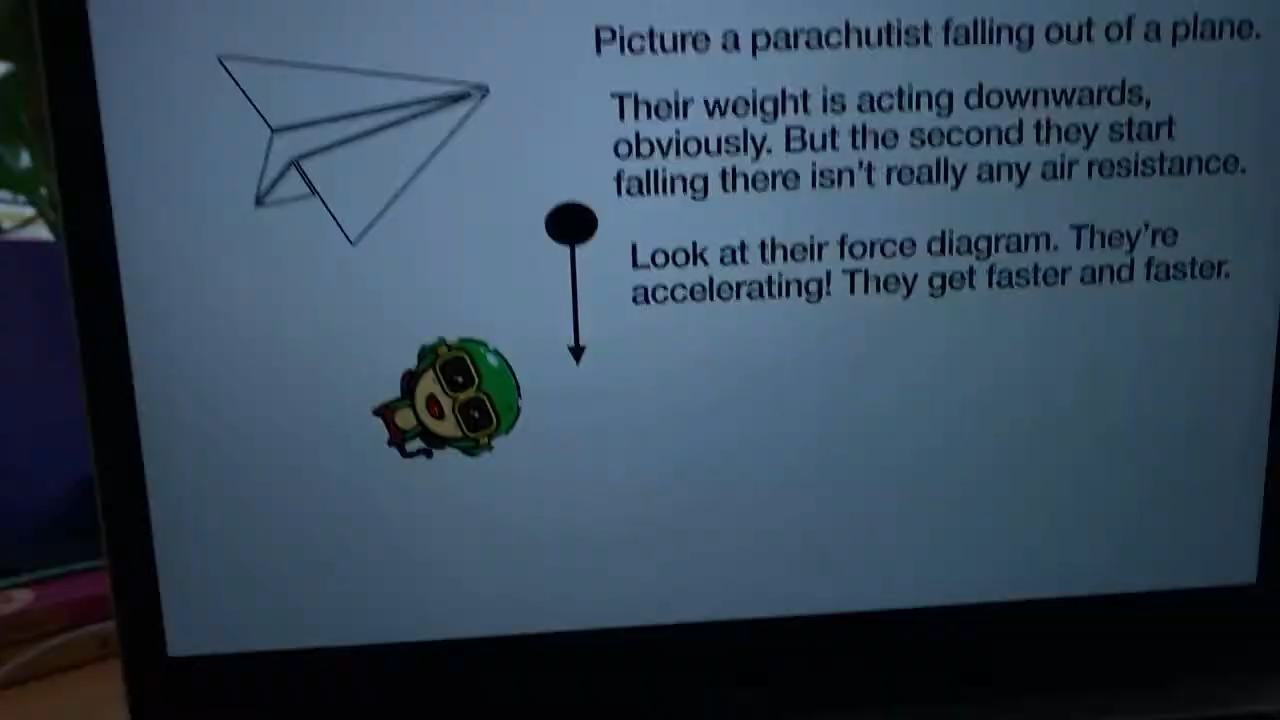 Picture a parachutist falling out of a plane.
Their weight is acting downwards,
obviously. But the second they start
falling there isn't really any air resistance.
Look at their force diagram. They're
accelerating! They get faster and faster.